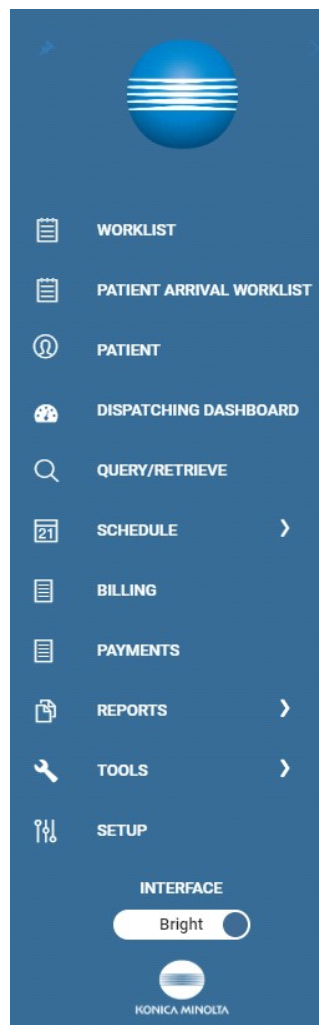 WORKLIST
PATIENT ARRIVAL WORKLIST
PATIENT
DISPATCHING DASHBOARD
QUERY/RETRIEVE
21 SCHEDULE
BILLING
PAYMENTS
REPORTS
TOOLS
SETUP
INTERFACE
Bright
KONICA MINOLTA